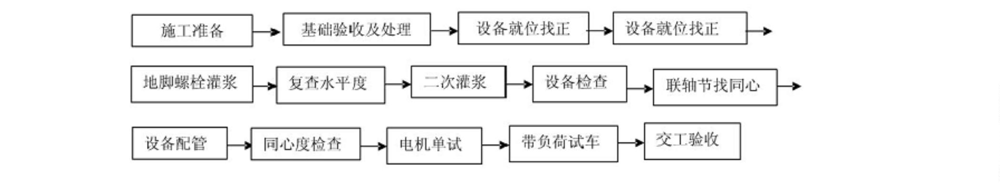 施工准备 基础验收及处理 设备就位找正 设备就位找正
地脚螺栓灌浆 复查水平度 二次灌浆 设备检查 联轴节找同心
设备配管 同心度检查 电机单试 带负荷试车 交工验收